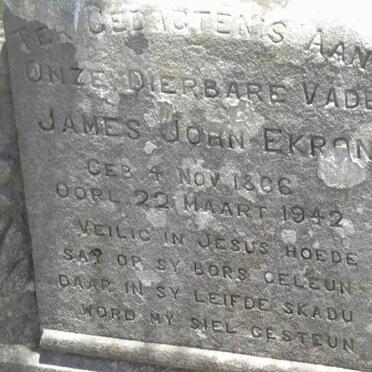 TER GEDACTENIS AAN
ONZE DIERBARE VADE
JAMES JOHN EKRON
GEB 4 NOV 1866
OORL 22 MAART 1942
VEILIG IN JESUS HOEDE
SAG OP SY BORS GELEUN
DAAR IN SY LEIFDE SKADU
WORD MY SIEL GESTEUN